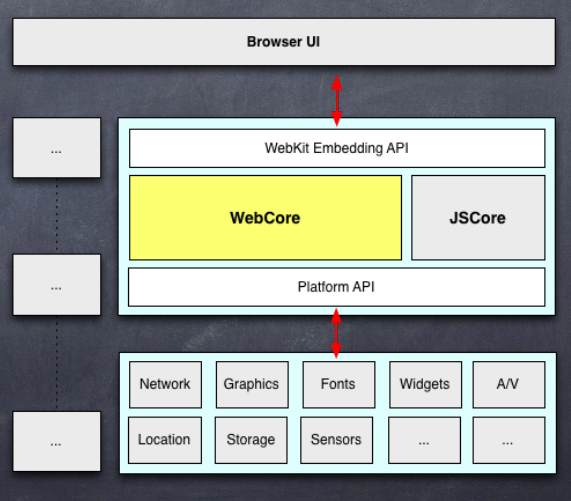 Browser UI
...
WebKit Embedding API
WebCore
JSCore
...
Platform API
Network
Graphics
Fonts
Widgets
A/V
...
Location
Storage
Sensors
...
...